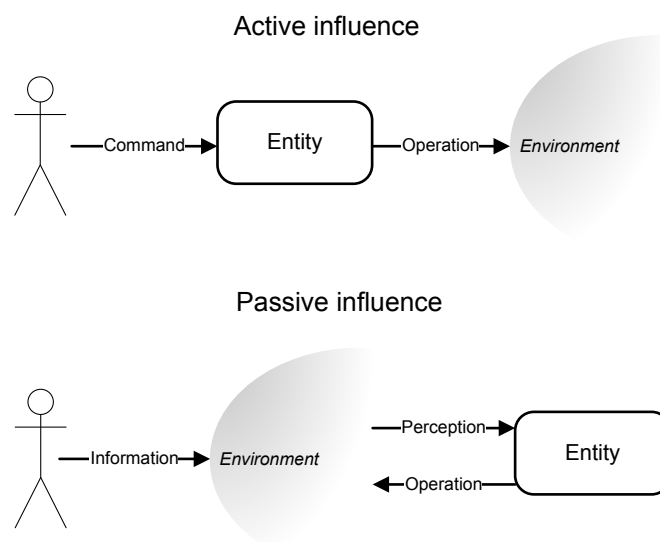 Active influence
Command
Entity
Operation
Environment
Passive influence
Information
Environment
Perception
Operation
Entity